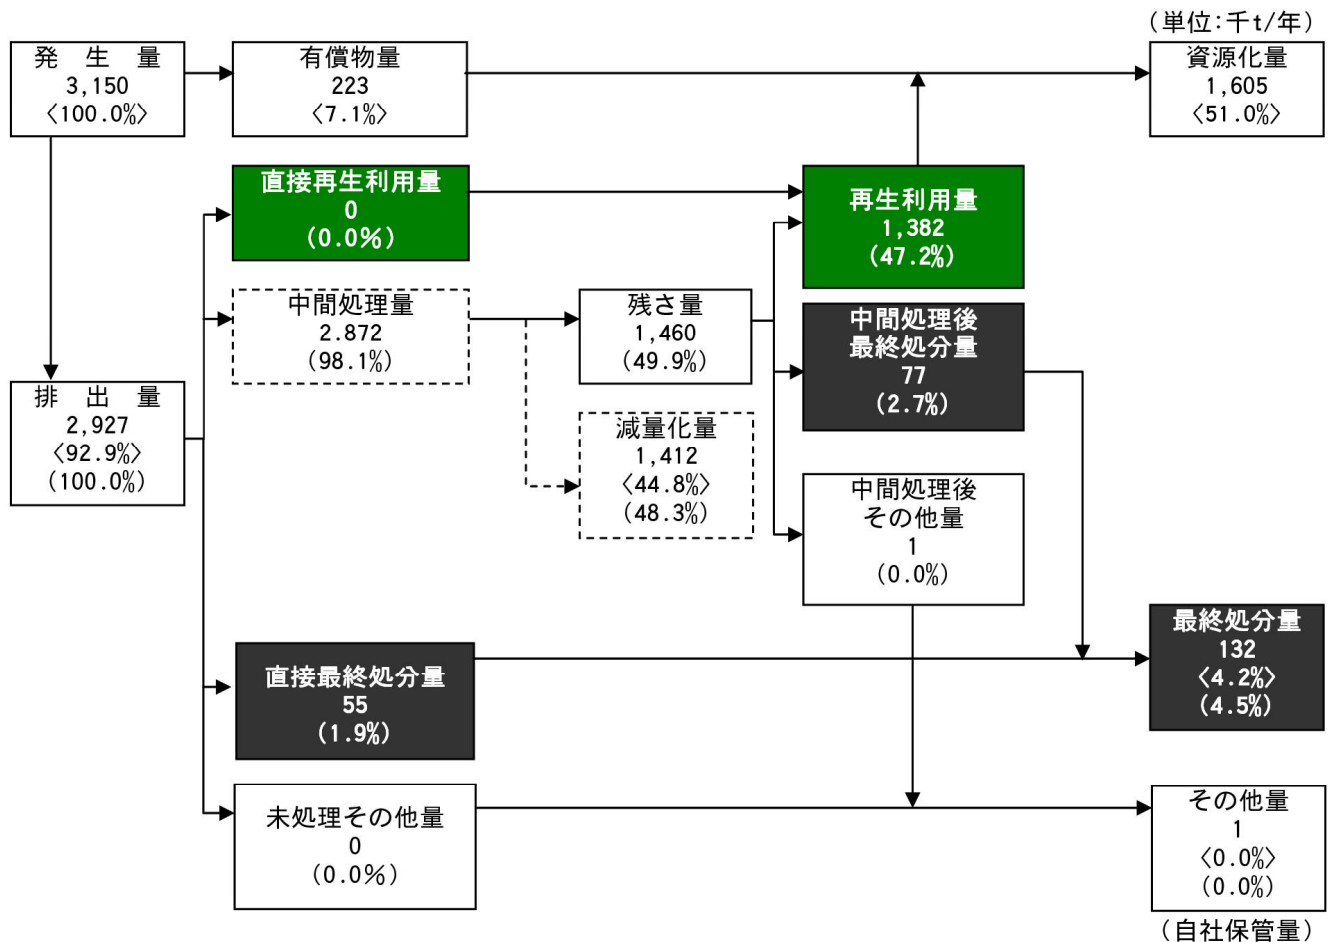 （単位：千t/年）
発　生　量
3,150
〈100.0%〉
有償物量
223
〈7.1%〉
資源化量
1,605
〈51.0%〉
直接再生利用量
0
(0.0%)
再生利用量
1,382
(47.2%)
中間処理量
2.872
(98.1%)
残さ量
1,460
(49.9%)
中間処理後
最終処分量
77
(2.7%)
排　出　量
2,927
〈92.9%〉
(100.0%)
減量化量
1,412
〈44.8%〉
(48.3%)
中間処理後
その他量
1
(0.0%)
直接最終処分量
55
(1.9%)
最終処分量
132
〈4.2%〉
(4.5%)
未処理その他量
0
(0.0%)
その他量
1
〈0.0%〉
(0.0%)
（自社保管量）